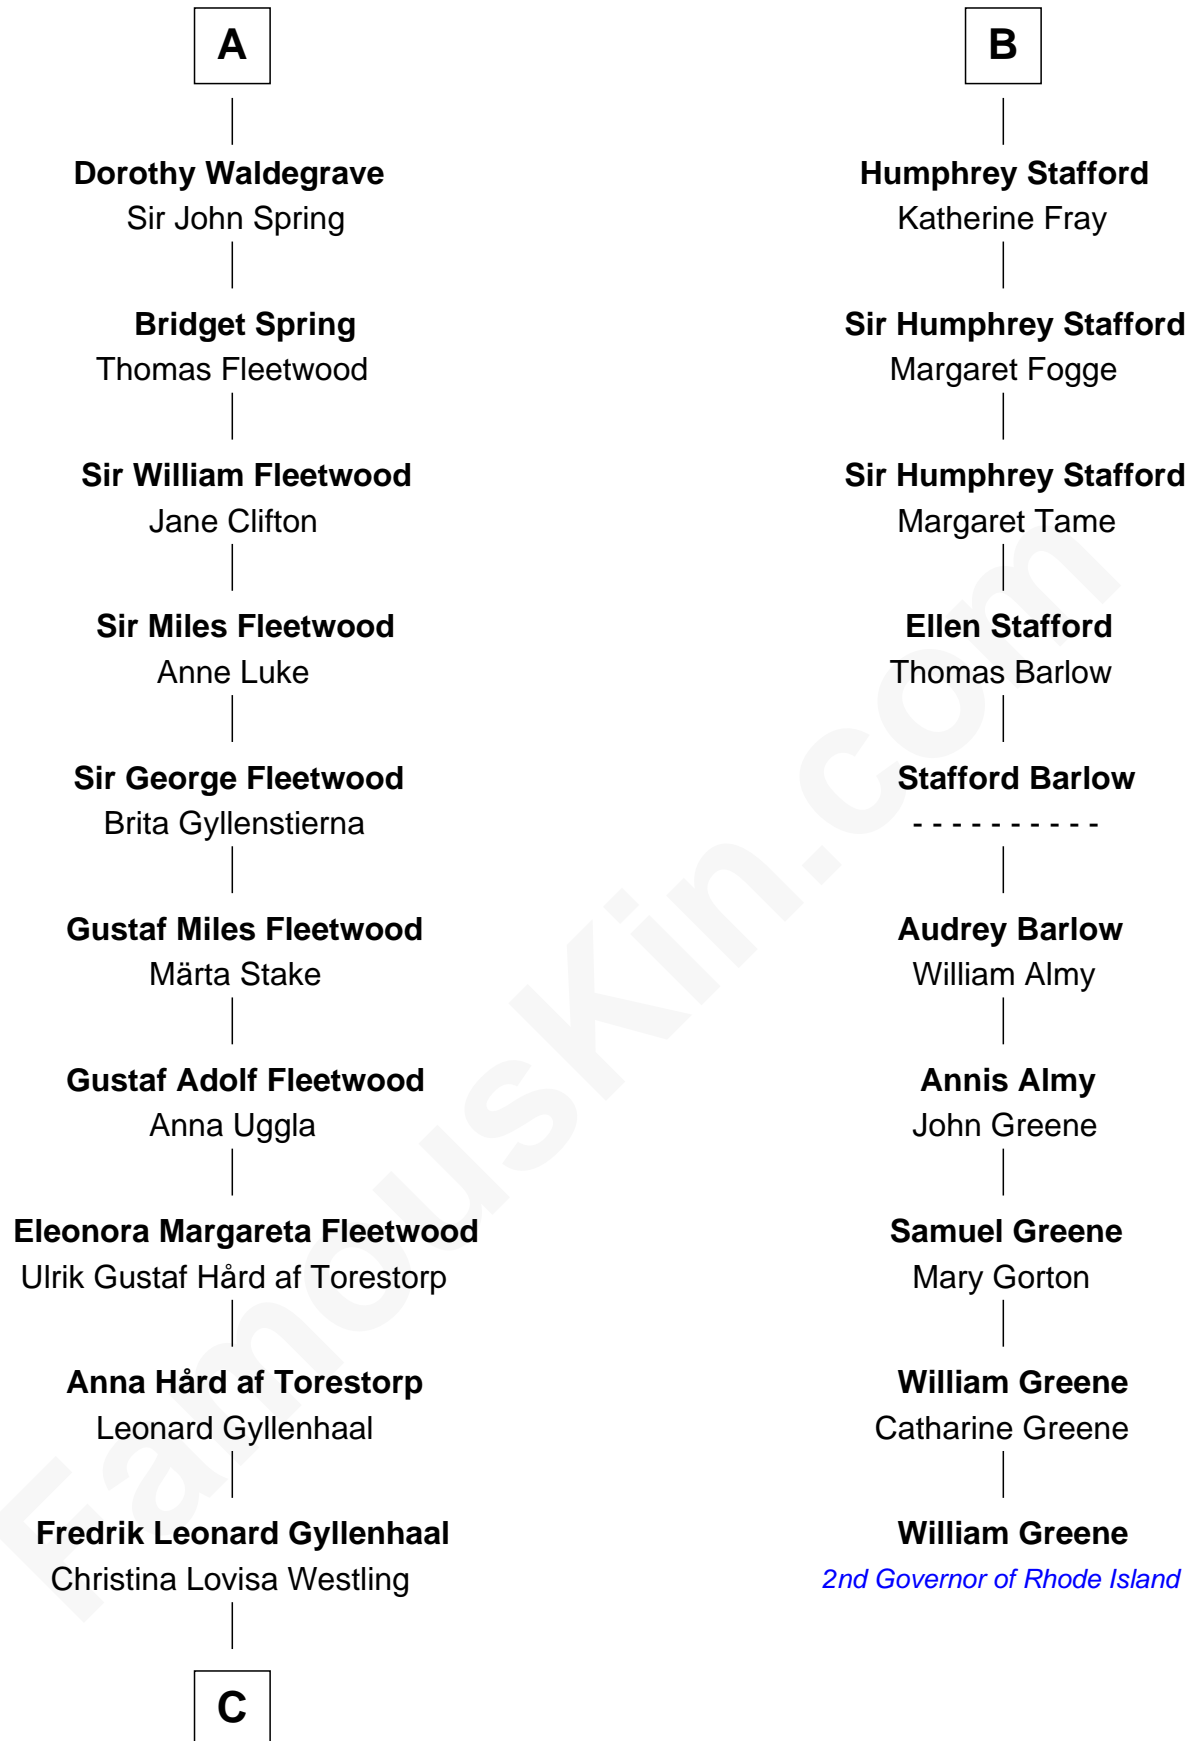 A
Dorothy Waldegrave
Sir John Spring
Bridget Spring
Thomas Fleetwood
Sir William Fleetwood
Jane Clifton
Sir Miles Fleetwood
Anne Luke
Sir George Fleetwood
Brita Gyllenstierna
Gustaf Miles Fleetwood
Märta Stake
Gustaf Adolf Fleetwood
Anna Uggla
Eleonora Margareta Fleetwood
Ulrik Gustaf Hård af Torestorp
Anna Hård af Torestorp
Leonard Gyllenhaal
Fredrik Leonard Gyllenhaal
Christina Lovisa Westling
C
B
Humphrey Stafford
Katherine Fray
Sir Humphrey Stafford
Margaret Fogge
Sir Humphrey Stafford
Margaret Tame
Ellen Stafford
Thomas Barlow
Stafford Barlow
- - - - - - - - - -
Audrey Barlow
William Almy
Annis Almy
John Greene
Samuel Greene
Mary Gorton
William Greene
Catharine Greene
William Greene
2nd Governor of Rhode Island
FamousKin.com